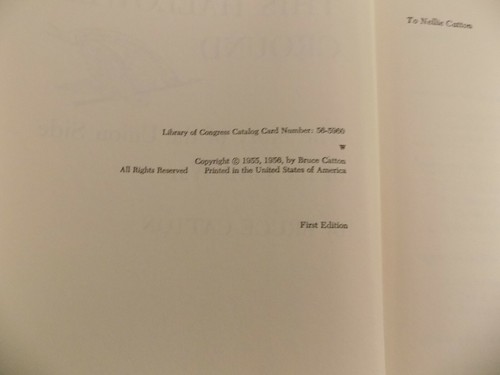 To Nellie Catton
Library of Congress Catalog Card Number: 56-5960
W
Copyright © 1955, 1956, by Bruce Catton
All Rights Reserved Printed in the United States of America
First Edition